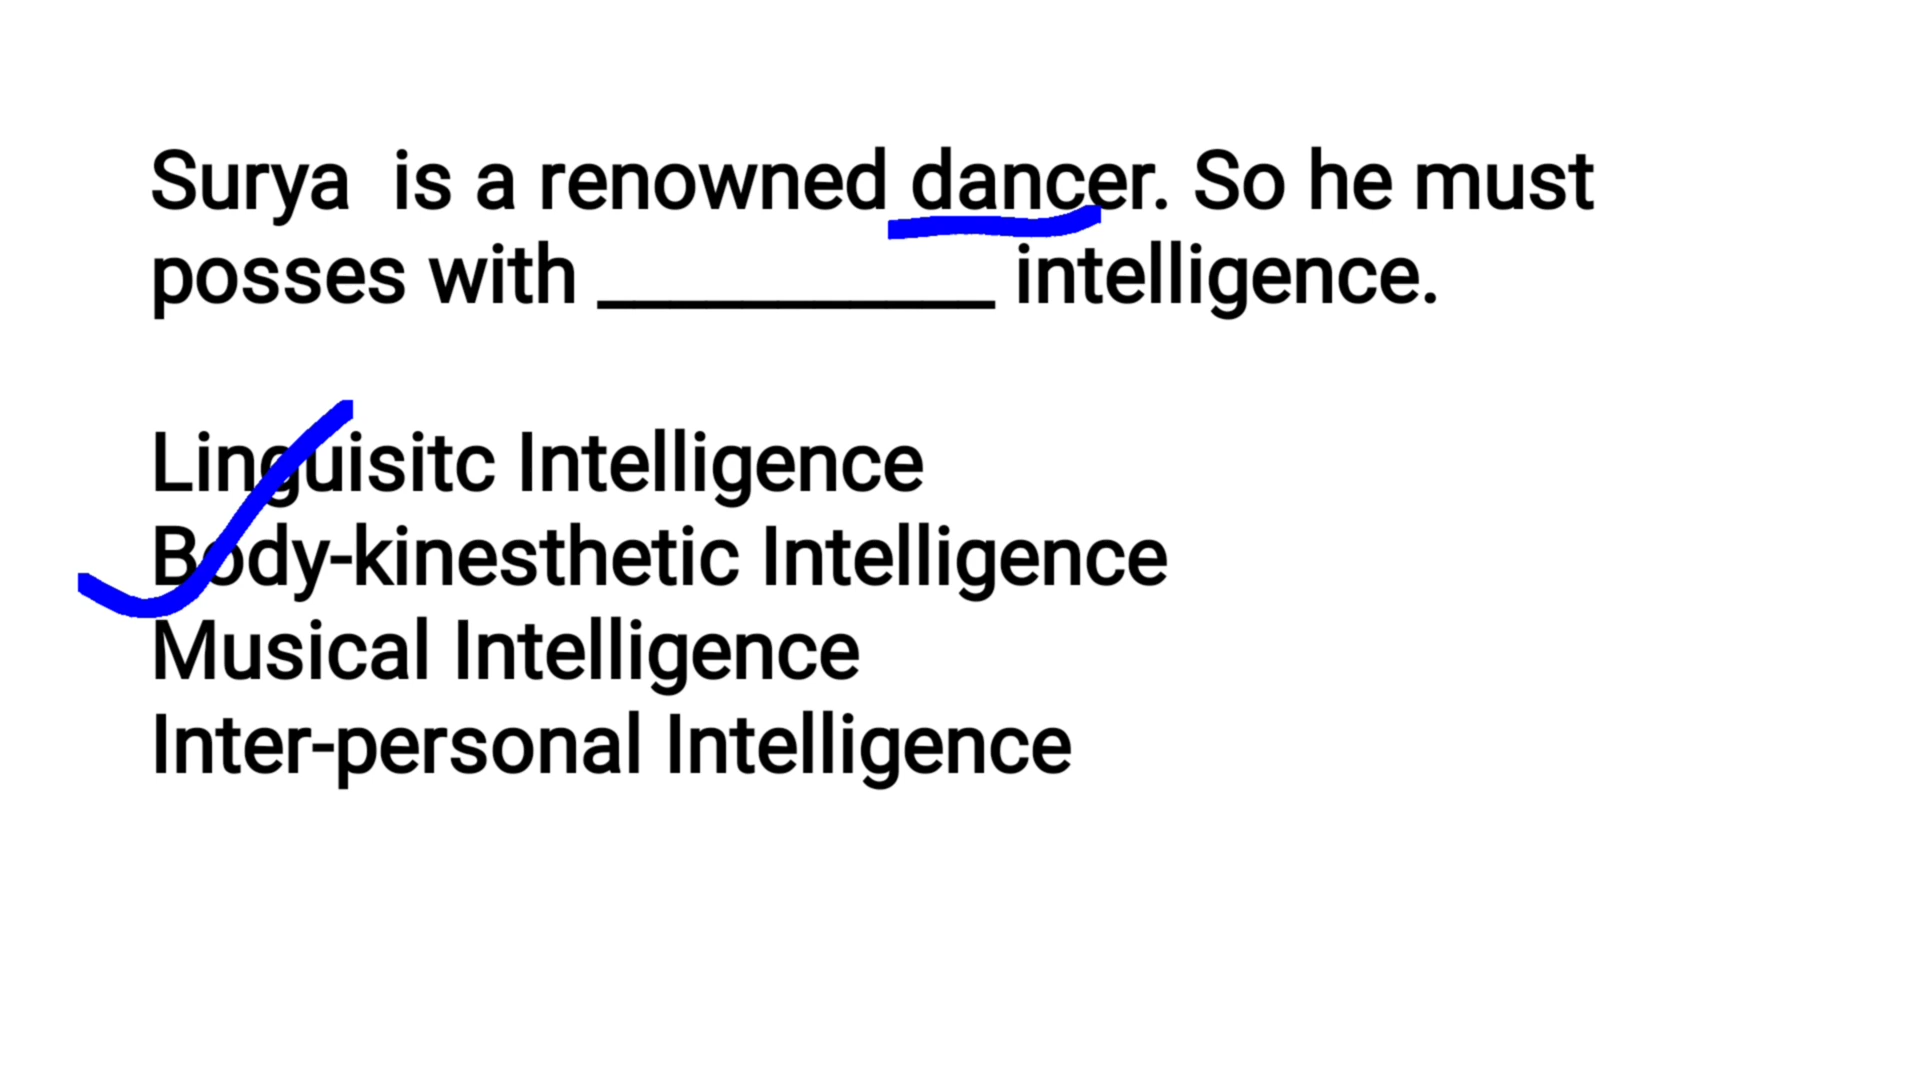 Surya is a renowned dancer. So he must
posses with ___________ intelligence.
Linguisitc Intelligence
Body-kinesthetic Intelligence
Musical Intelligence
Inter-personal Intelligence